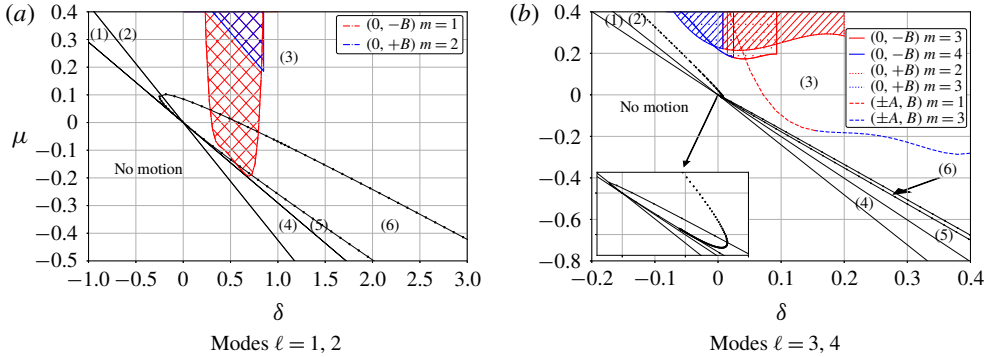 (a)
0.4
0.3
0.2
0.1
0
−0.1
−0.2
0.3
0.4
−0.5
μ
(1)
(2)
(3)
(4)
(5)
(6)
No motion
(0, −B) m = 1
(0, +B) m = 2
−1.0
−0.5
0
0.5
1.0
1.5
2.0
2.5
3.0
δ
Modes ℓ = 1, 2
(b)
0.4
0.2
0
−0.2
−0.4
−0.6
−0.8
(1)
(2)
(3)
(4)
(5)
(6)
No motion
(0, −B) m = 3
(0, −B) m = 4
(0, +B) m = 2
(0, +B) m = 3
(±A, B) m = 1
(±A, B) m = 3
−0.2
−0.1
0
0.1
0.2
0.3
0.4
δ
Modes ℓ = 3, 4